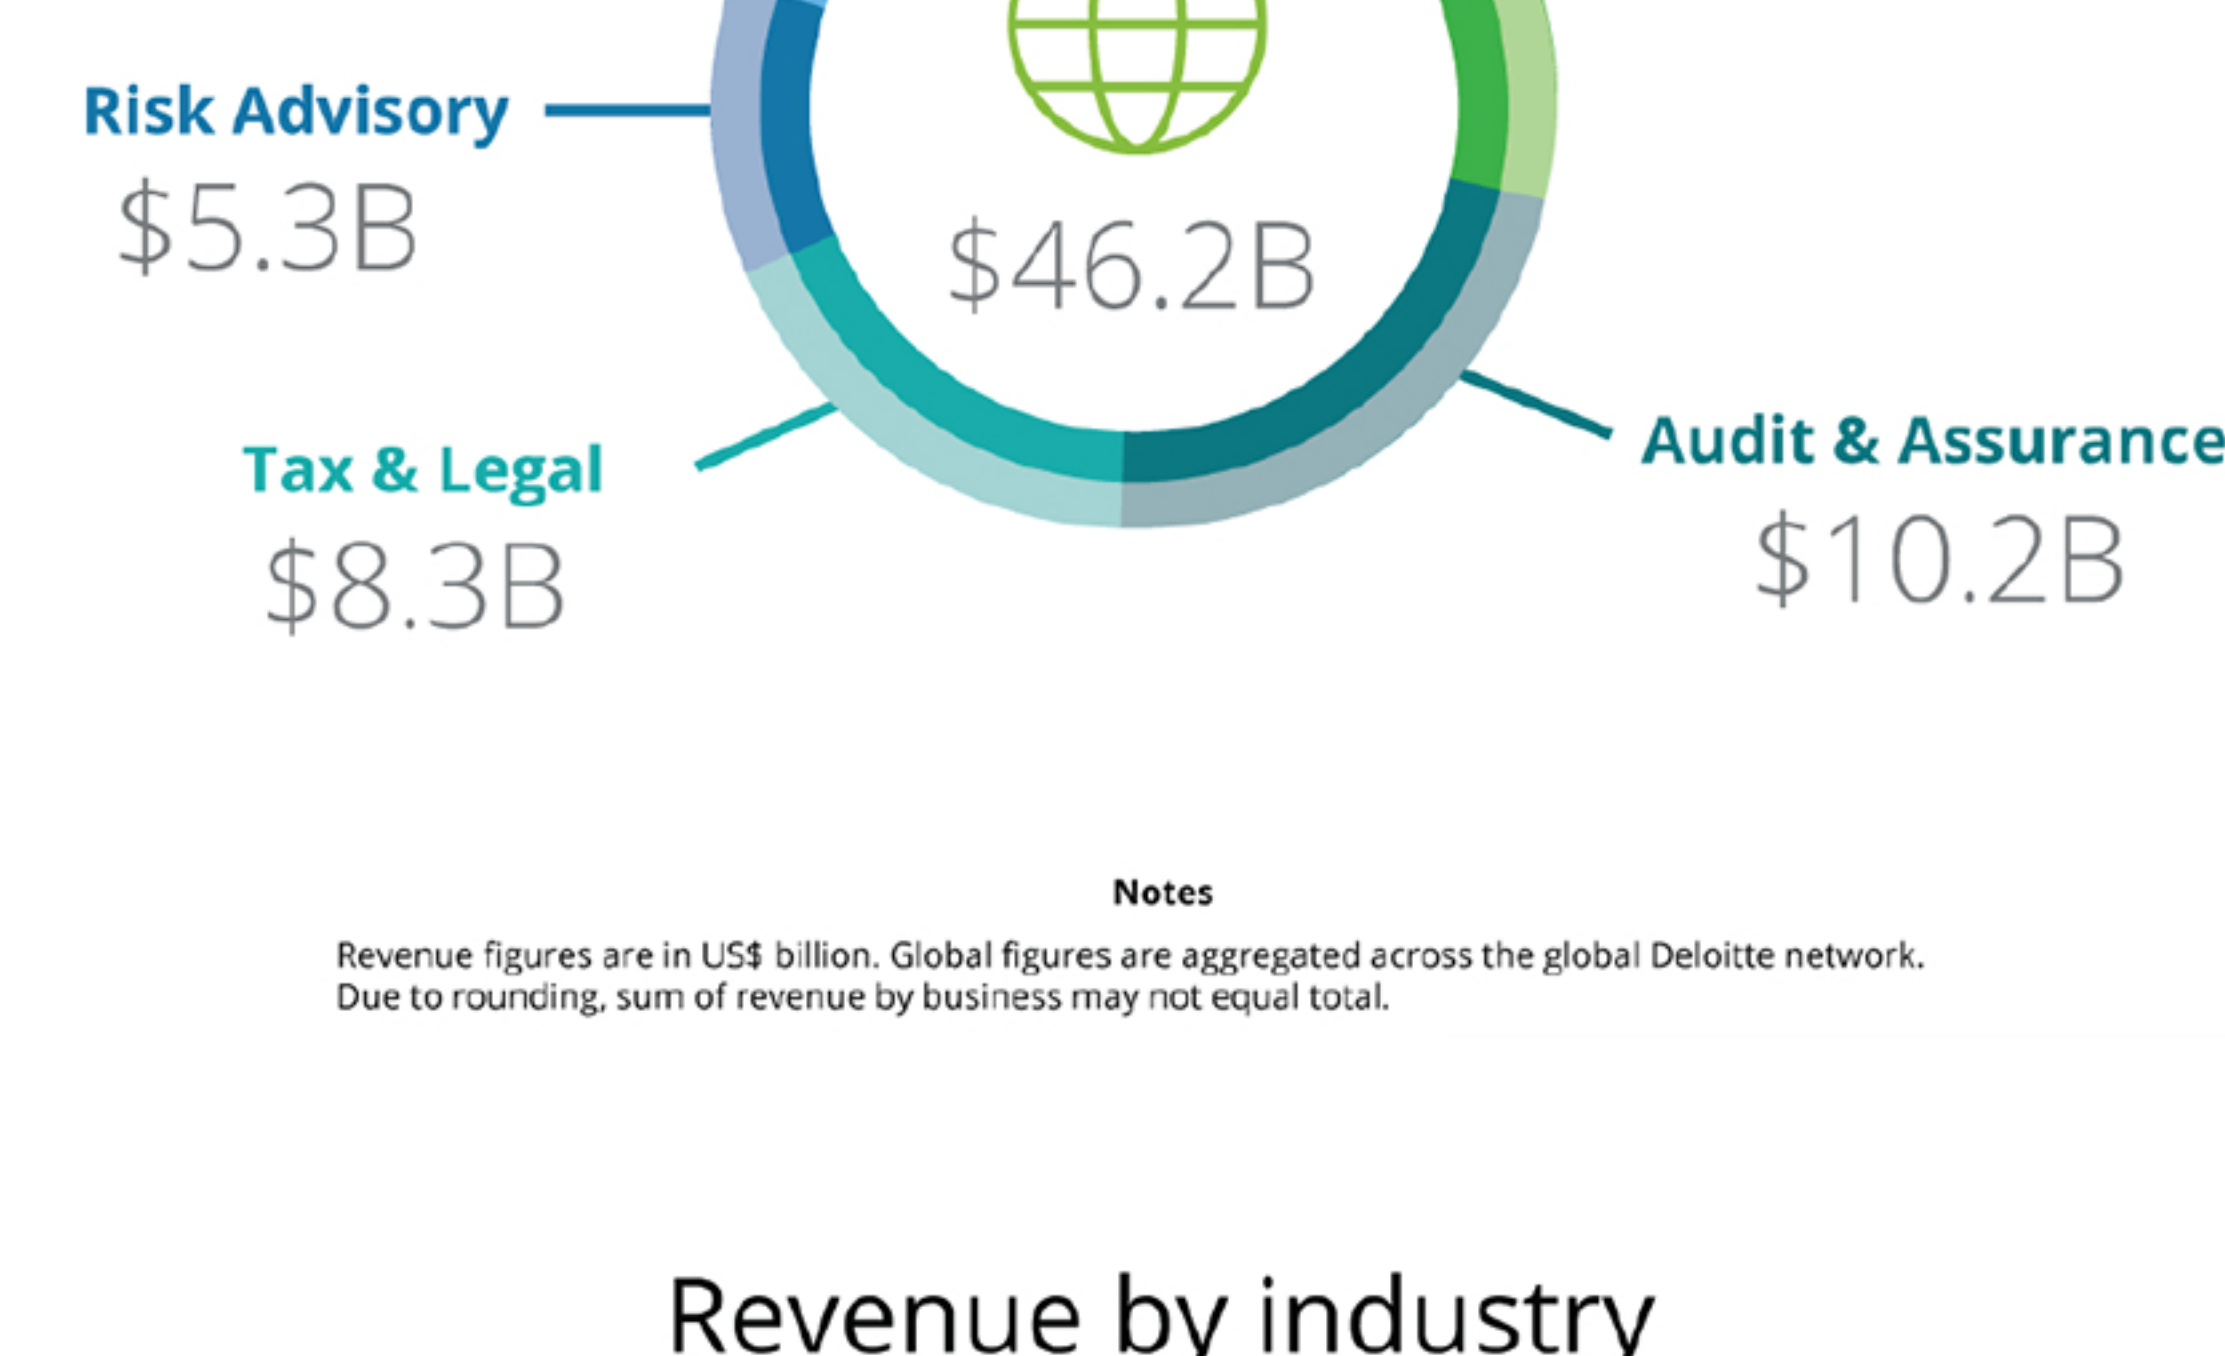 Risk Advisory
$5.3B
$46.2B
Tax & Legal
$8.3B
Audit & Assurance
$10.2B
Notes
Revenue figures are in US$ billion. Global figures are aggregated across the global Deloitte network.
Due to rounding, sum of revenue by business may not equal total.
Revenue by industry